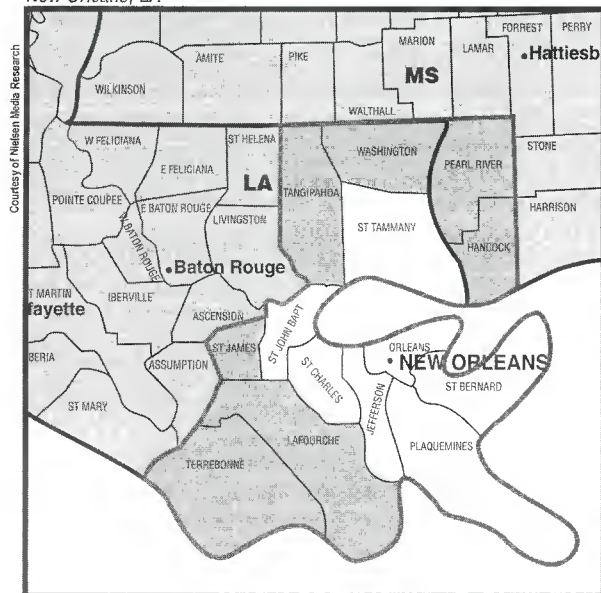 New Orleans, LA
Courtesy of Nielsen Media Research
FORREST PERRY
MARION LAMAR
AMITE PIKE
MS
Hattiesb
WILKINSON
WALTHALL
W FELICIANA
ST HELENA
WASHINGTON
STONE
E FELICIANA
PEARL RIVER
LA
TANGIPAHOA
POINTE COUPEE
E BATON ROUGE
HARRISON
W BATON ROUGE
LIVINGSTON
ST TAMMANY
HANCOCK
Baton Rouge
T MARTIN
IBERVILLE
fayette
ASCENSION
ST JOHN BAPT
ORLEANS
ST JAMES
NEW ORLEANS
BERIA
ASSUMPTION
ST CHARLES
ST BERNARD
JEFFERSON
ST MARY
LAFOURCHE
PLAQUEMINES
TERREBONNE